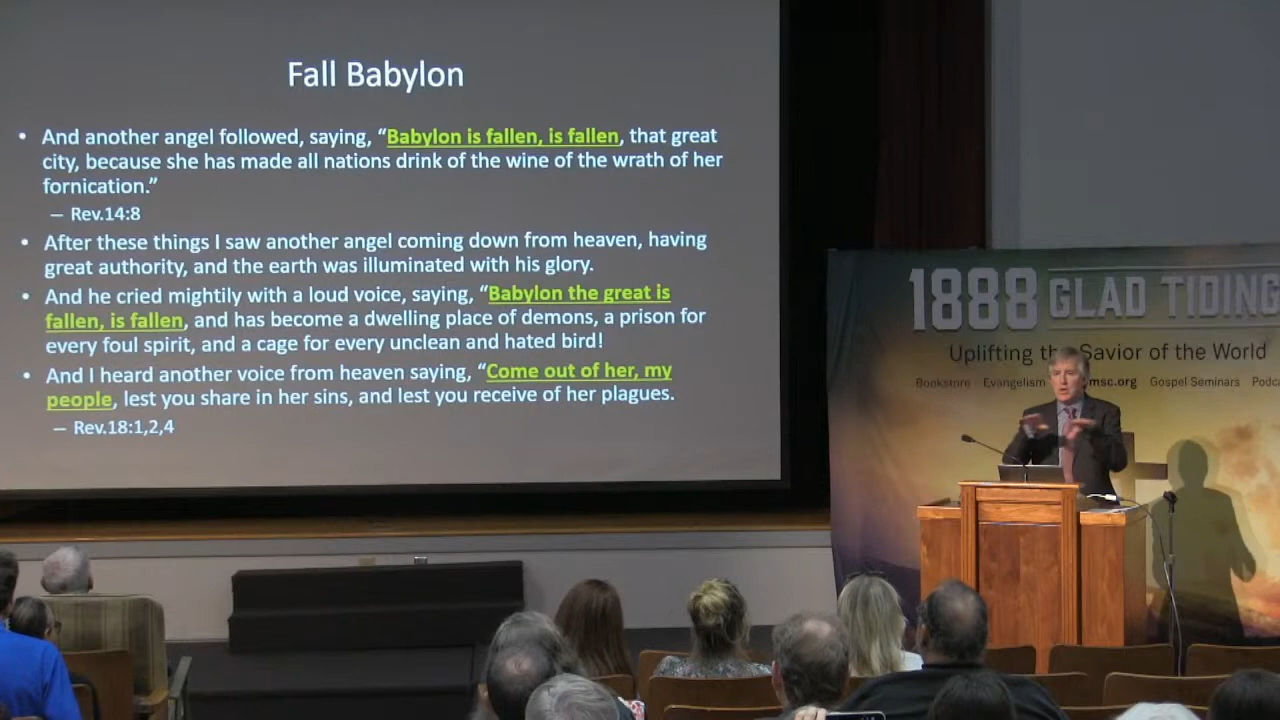 Fall Babylon
• And another angel followed, saying, “Babylon is fallen, is fallen, that great
city, because she has made all nations drink of the wine of the wrath of her
fornication.”
– Rev.14:8
• After these things I saw another angel coming down from heaven, having
great authority, and the earth was illuminated with his glory.
• And he cried mightily with a loud voice, saying, “Babylon the great is
fallen, is fallen, and has become a dwelling place of demons, a prison for
every foul spirit, and a cage for every unclean and hated bird!
• And I heard another voice from heaven saying, “Come out of her, my
people, lest you share in her sins, and lest you receive of her plagues.
– Rev.18:1,2,4
1888 GLAD TIDING
Uplifting the Savior of the World
Bookstore Evangelism msc.org Gospel Seminars Podc